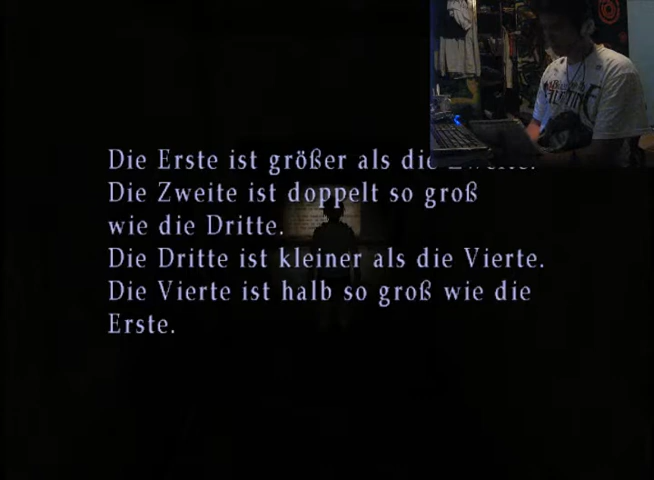 Die Erste ist größer als die
Die Zweite ist doppelt so groß
wie die Dritte.
Die Dritte ist kleiner als die Vierte.
Die Vierte ist halb so groß wie die
Erste.